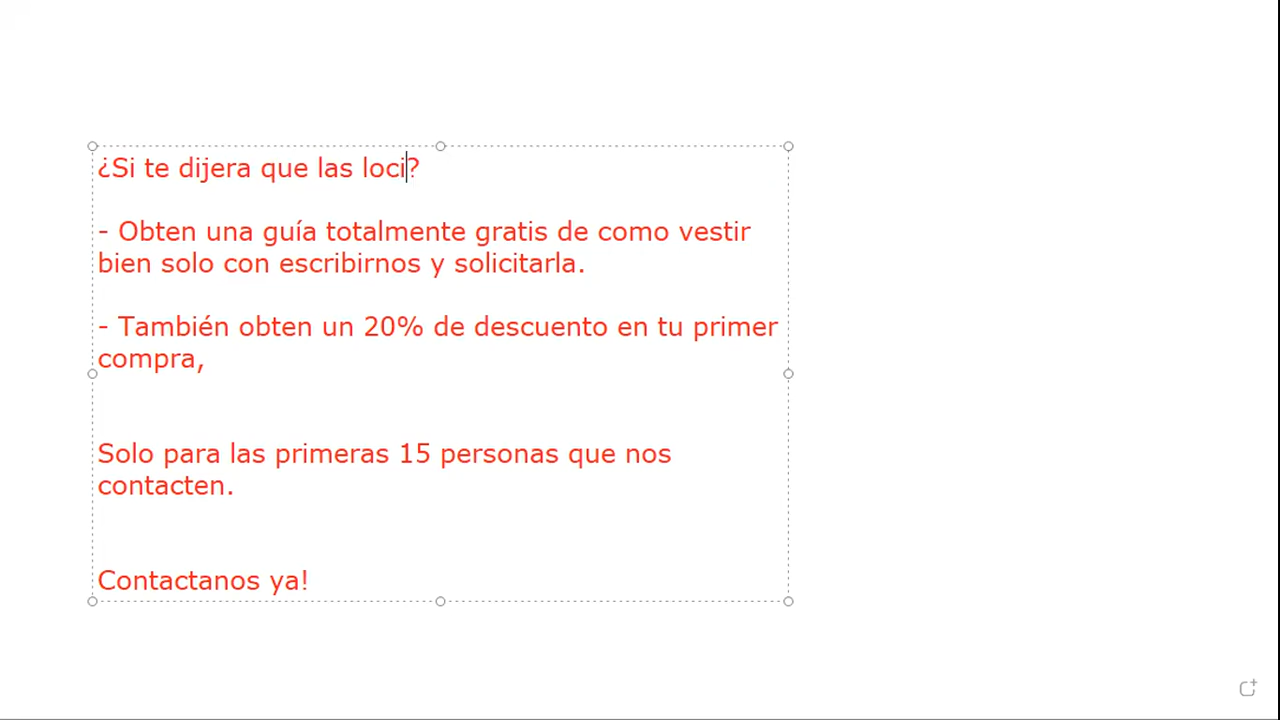 ¿Si te dijera que las loci?
- Obten una guía totalmente gratis de como vestir
bien solo con escribirnos y solicitarla.
- También obten un 20% de descuento en tu primer
compra,
Solo para las primeras 15 personas que nos
contacten.
Contactanos ya!